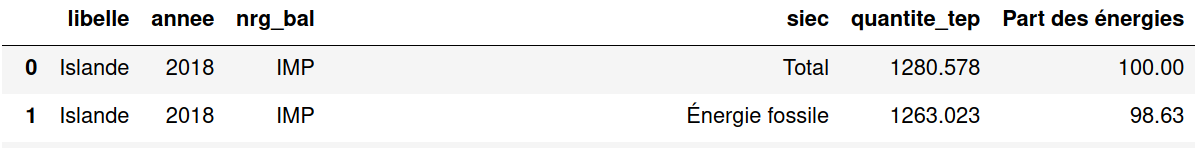 libelle annee nrg_bal siec quantite_tep Part des énergies
0 Islande 2018 IMP Total 1280.578 100.00
1 Islande 2018 IMP Énergie fossile 1263.023 98.63